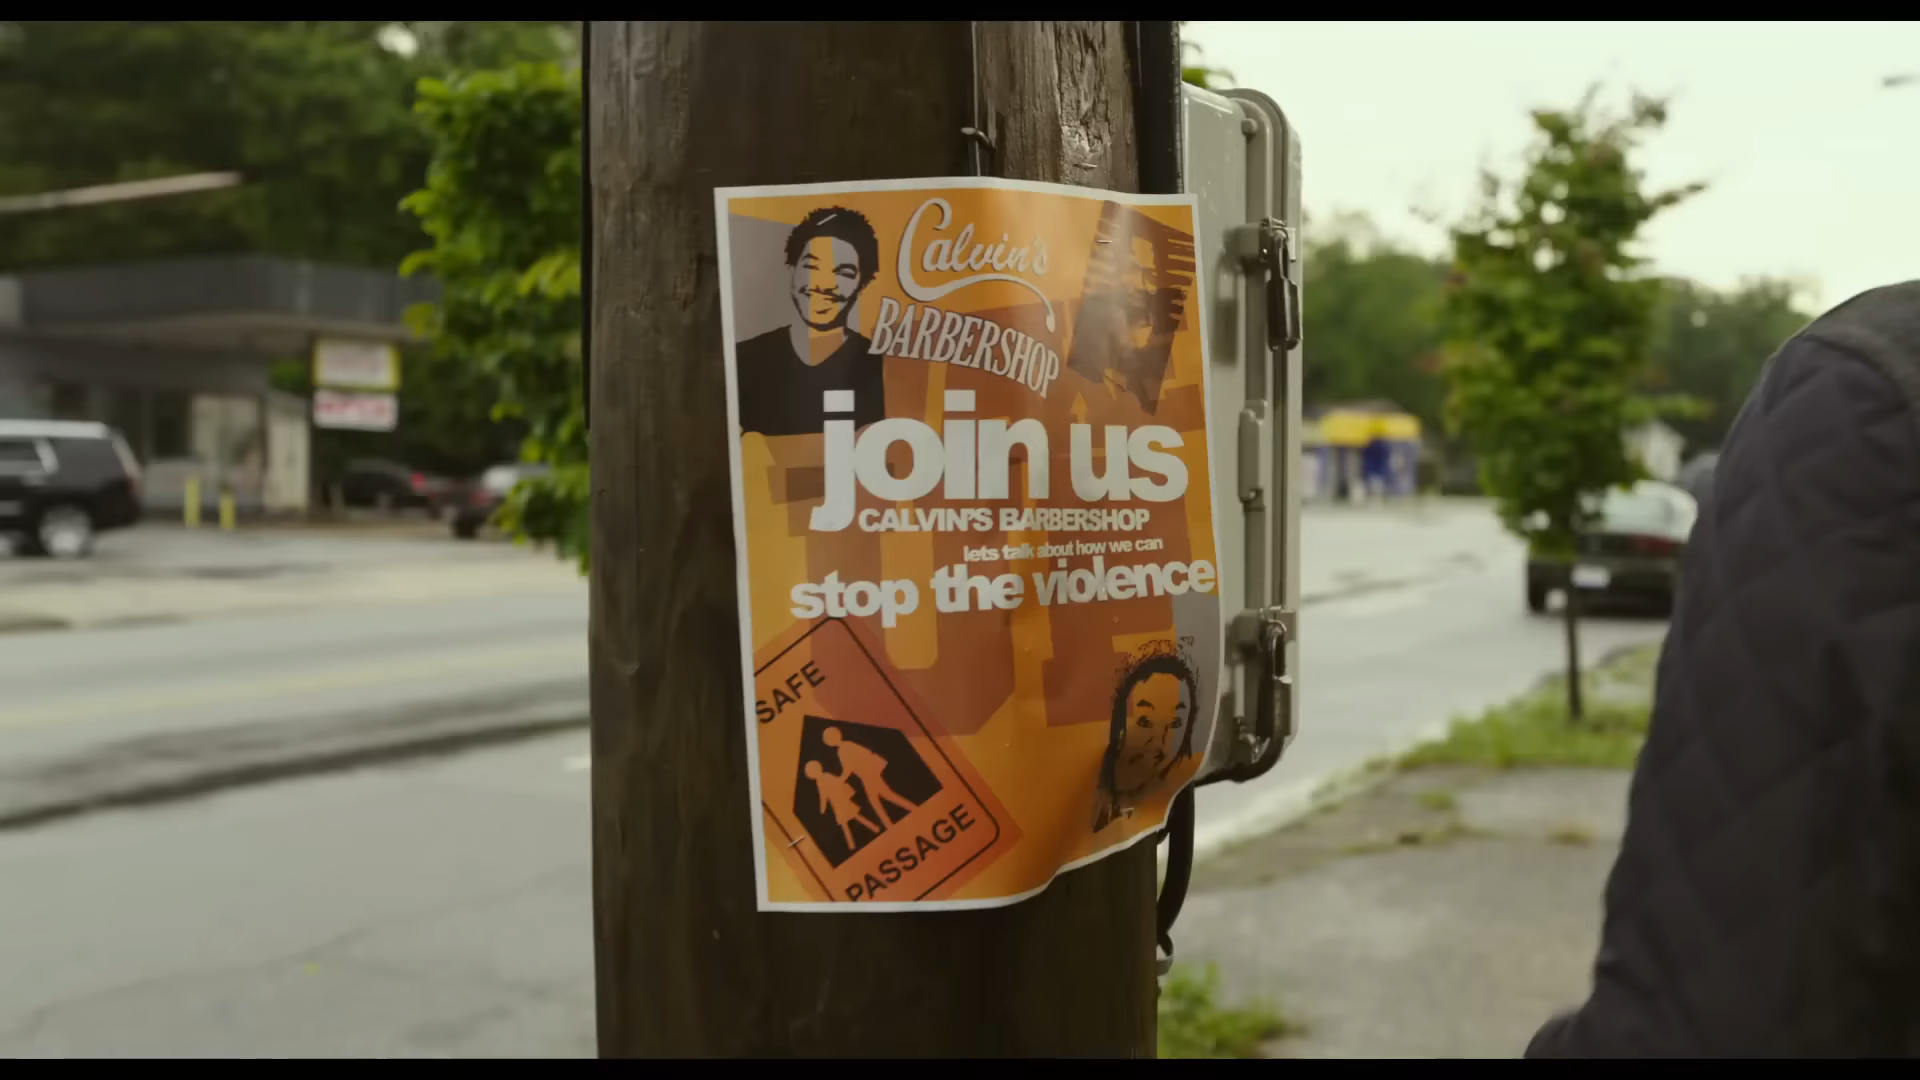 Calvin's
BARBERSHOP
join us
CALVIN'S BARBERSHOP
lets talk about how we can
stop the violence
SAFE
PASSAGE